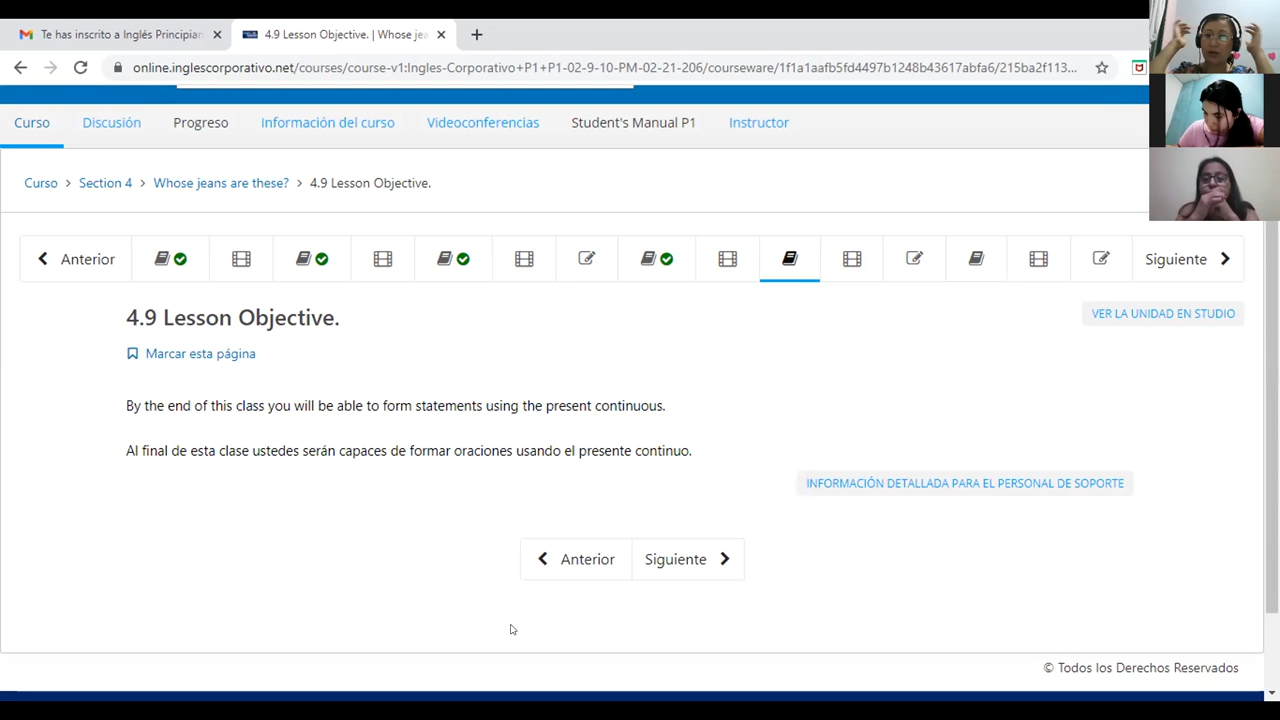 Te has inscrito a Inglés Principian
4.9 Lesson Objective. | Whose jea
online.inglescorporativo.net/courses/course-v1:Ingles-Corporativo+P1+P1-02-9-10-PM-02-21-206/courseware/1f1a1aafb5fd4497b1248b43617abfa6/215ba2f113...
Curso
Discusión
Progreso
Información del curso
Videoconferencias
Student's Manual P1
Instructor
Curso > Section 4 > Whose jeans are these? > 4.9 Lesson Objective.
Anterior
Siguiente
4.9 Lesson Objective.
VER LA UNIDAD EN STUDIO
Marcar esta página
By the end of this class you will be able to form statements using the present continuous.
Al final de esta clase ustedes serán capaces de formar oraciones usando el presente continuo.
INFORMACIÓN DETALLADA PARA EL PERSONAL DE SOPORTE
Anterior
Siguiente
© Todos los Derechos Reservados